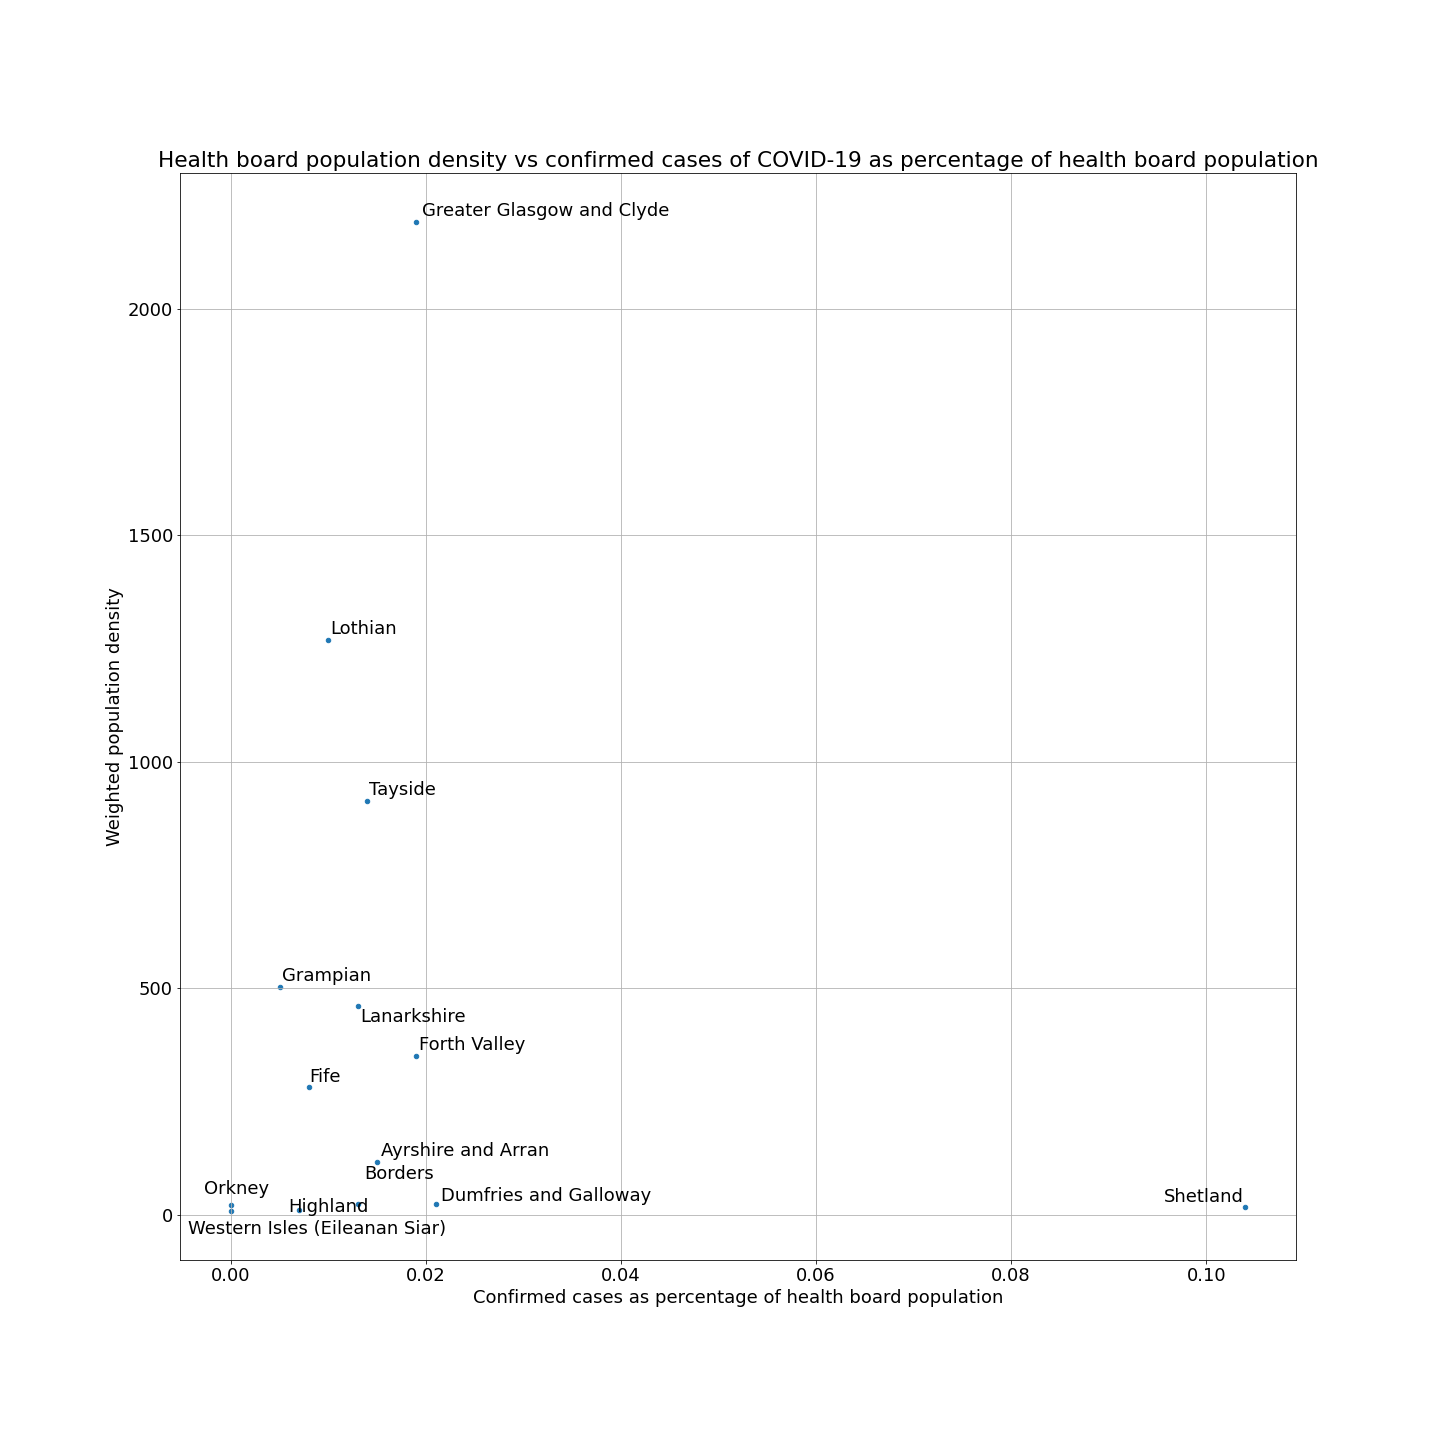 Health board population density vs confirmed cases of COVID-19 as percentage of health board population
Greater Glasgow and Clyde
2000
1500
Lothian
1000
Tayside
Weighted population density
Grampian
500
Lanarkshire
Forth Valley
Fife
Ayrshire and Arran
Borders
Orkney
Dumfries and Galloway
Shetland
Highland
0
Western Isles (Eileanan Siar)
0.00 0.02 0.04 0.06 0.08 0.10
Confirmed cases as percentage of health board population